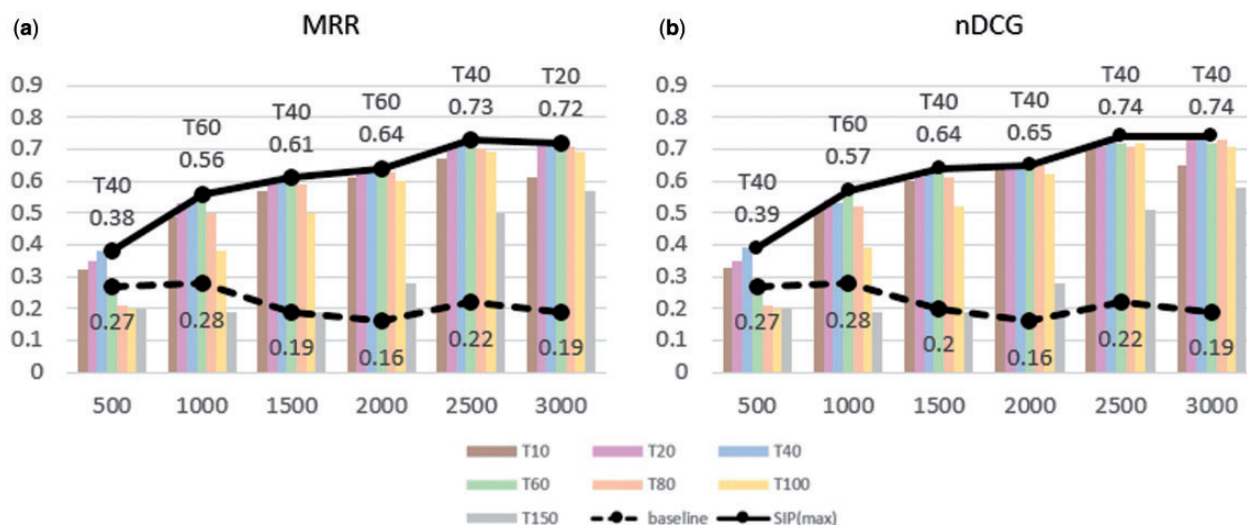 (a) MRR
0.9
0.8
0.7
0.6
0.5
0.4
0.3
0.2
0.1
0
T40
0.38
T60
0.56
T40
0.61
T60
0.64
T40
0.73
T20
0.72
0.27
0.28
0.19
0.16
0.22
0.19
500 1000 1500 2000 2500 3000
(b) nDCG
0.9
0.8
0.7
0.6
0.5
0.4
0.3
0.2
0.1
0
T40
0.39
T60
0.57
T40
0.64
T40
0.65
T40
0.74
T40
0.74
0.27
0.28
0.2
0.16
0.22
0.19
500 1000 1500 2000 2500 3000
T10 T20 T40
T60 T80 T100
T150 baseline SIP(max)